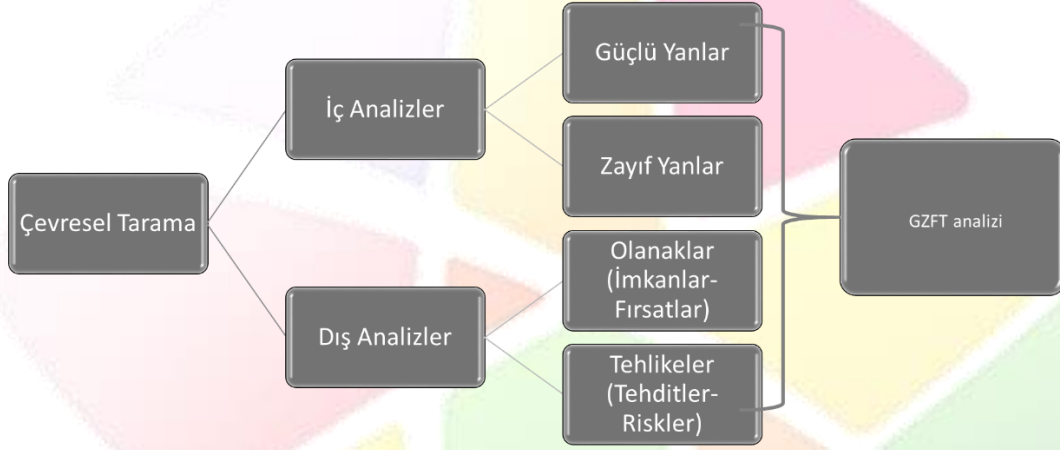 Çevresel Tarama
İç Analizler
Güçlü Yanlar
Zayıf Yanlar
Dış Analizler
Olanaklar
(İmkanlar-
Fırsatlar)
Tehlikeler
(Tehditler-
Riskler)
GZFT analizi